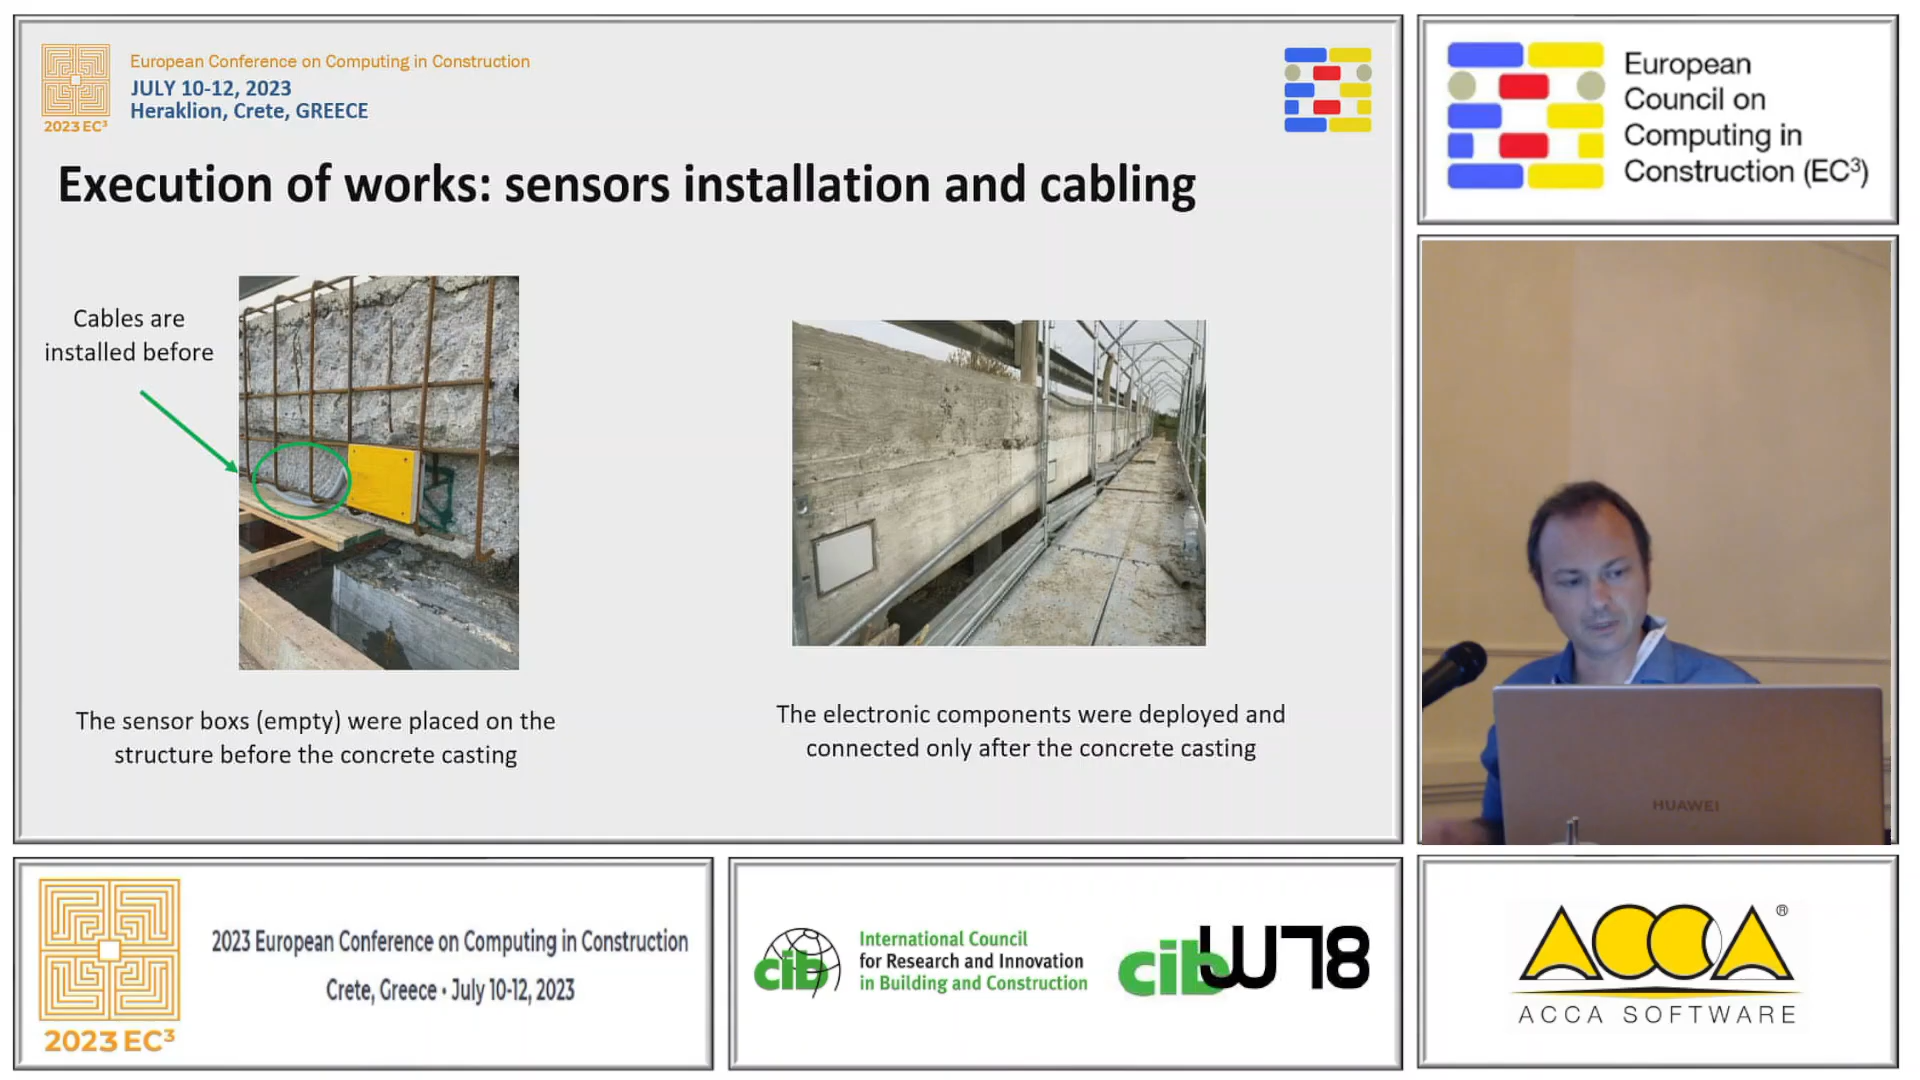 European Conference on Computing in Construction
JULY 10-12, 2023
Heraklion, Crete, GREECE
2023 EC³
Execution of works: sensors installation and cabling
Cables are
installed before
The sensor boxs (empty) were placed on the
structure before the concrete casting
The electronic components were deployed and
connected only after the concrete casting
European
Council on
Computing in
Construction (EC³)
HUAWEI
2023 European Conference on Computing in Construction
Crete, Greece • July 10-12, 2023
2023 EC³
cib
International Council
for Research and Innovation
in Building and Construction
cib W78
ACCA ®
ACCA SOFTWARE